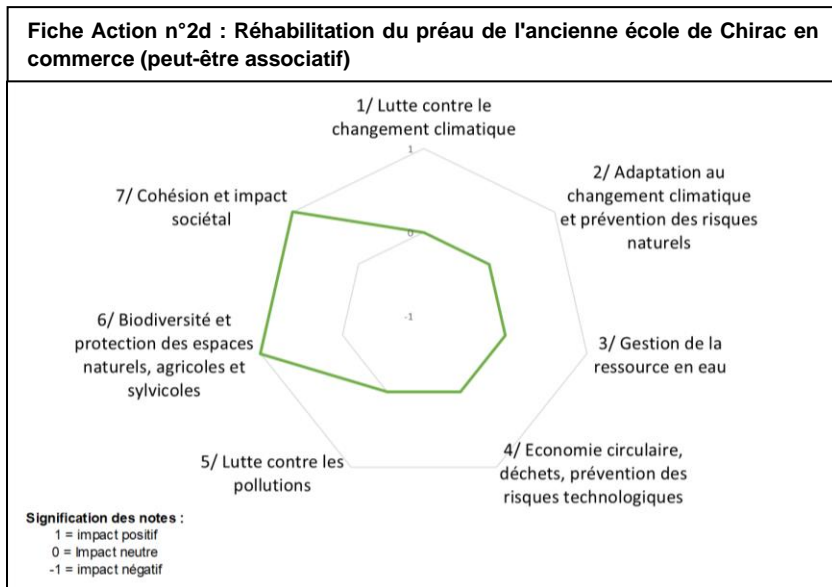 Fiche Action n°2d : Réhabilitation du préau de l'ancienne école de Chirac en
commerce (peut-être associatif)
1/ Lutte contre le
changement climatique
1
2/ Adaptation au
changement climatique
et prévention des risques
naturels
7/ Cohésion et impact
sociétal
0
-1
6/ Biodiversité et
protection des espaces
naturels, agricoles et
sylvicoles
3/ Gestion de la
ressource en eau
5/ Lutte contre les
pollutions
4/ Economie circulaire,
déchets, prévention des
risques technologiques
Signification des notes :
1 = impact positif
0 = Impact neutre
-1 = impact négatif